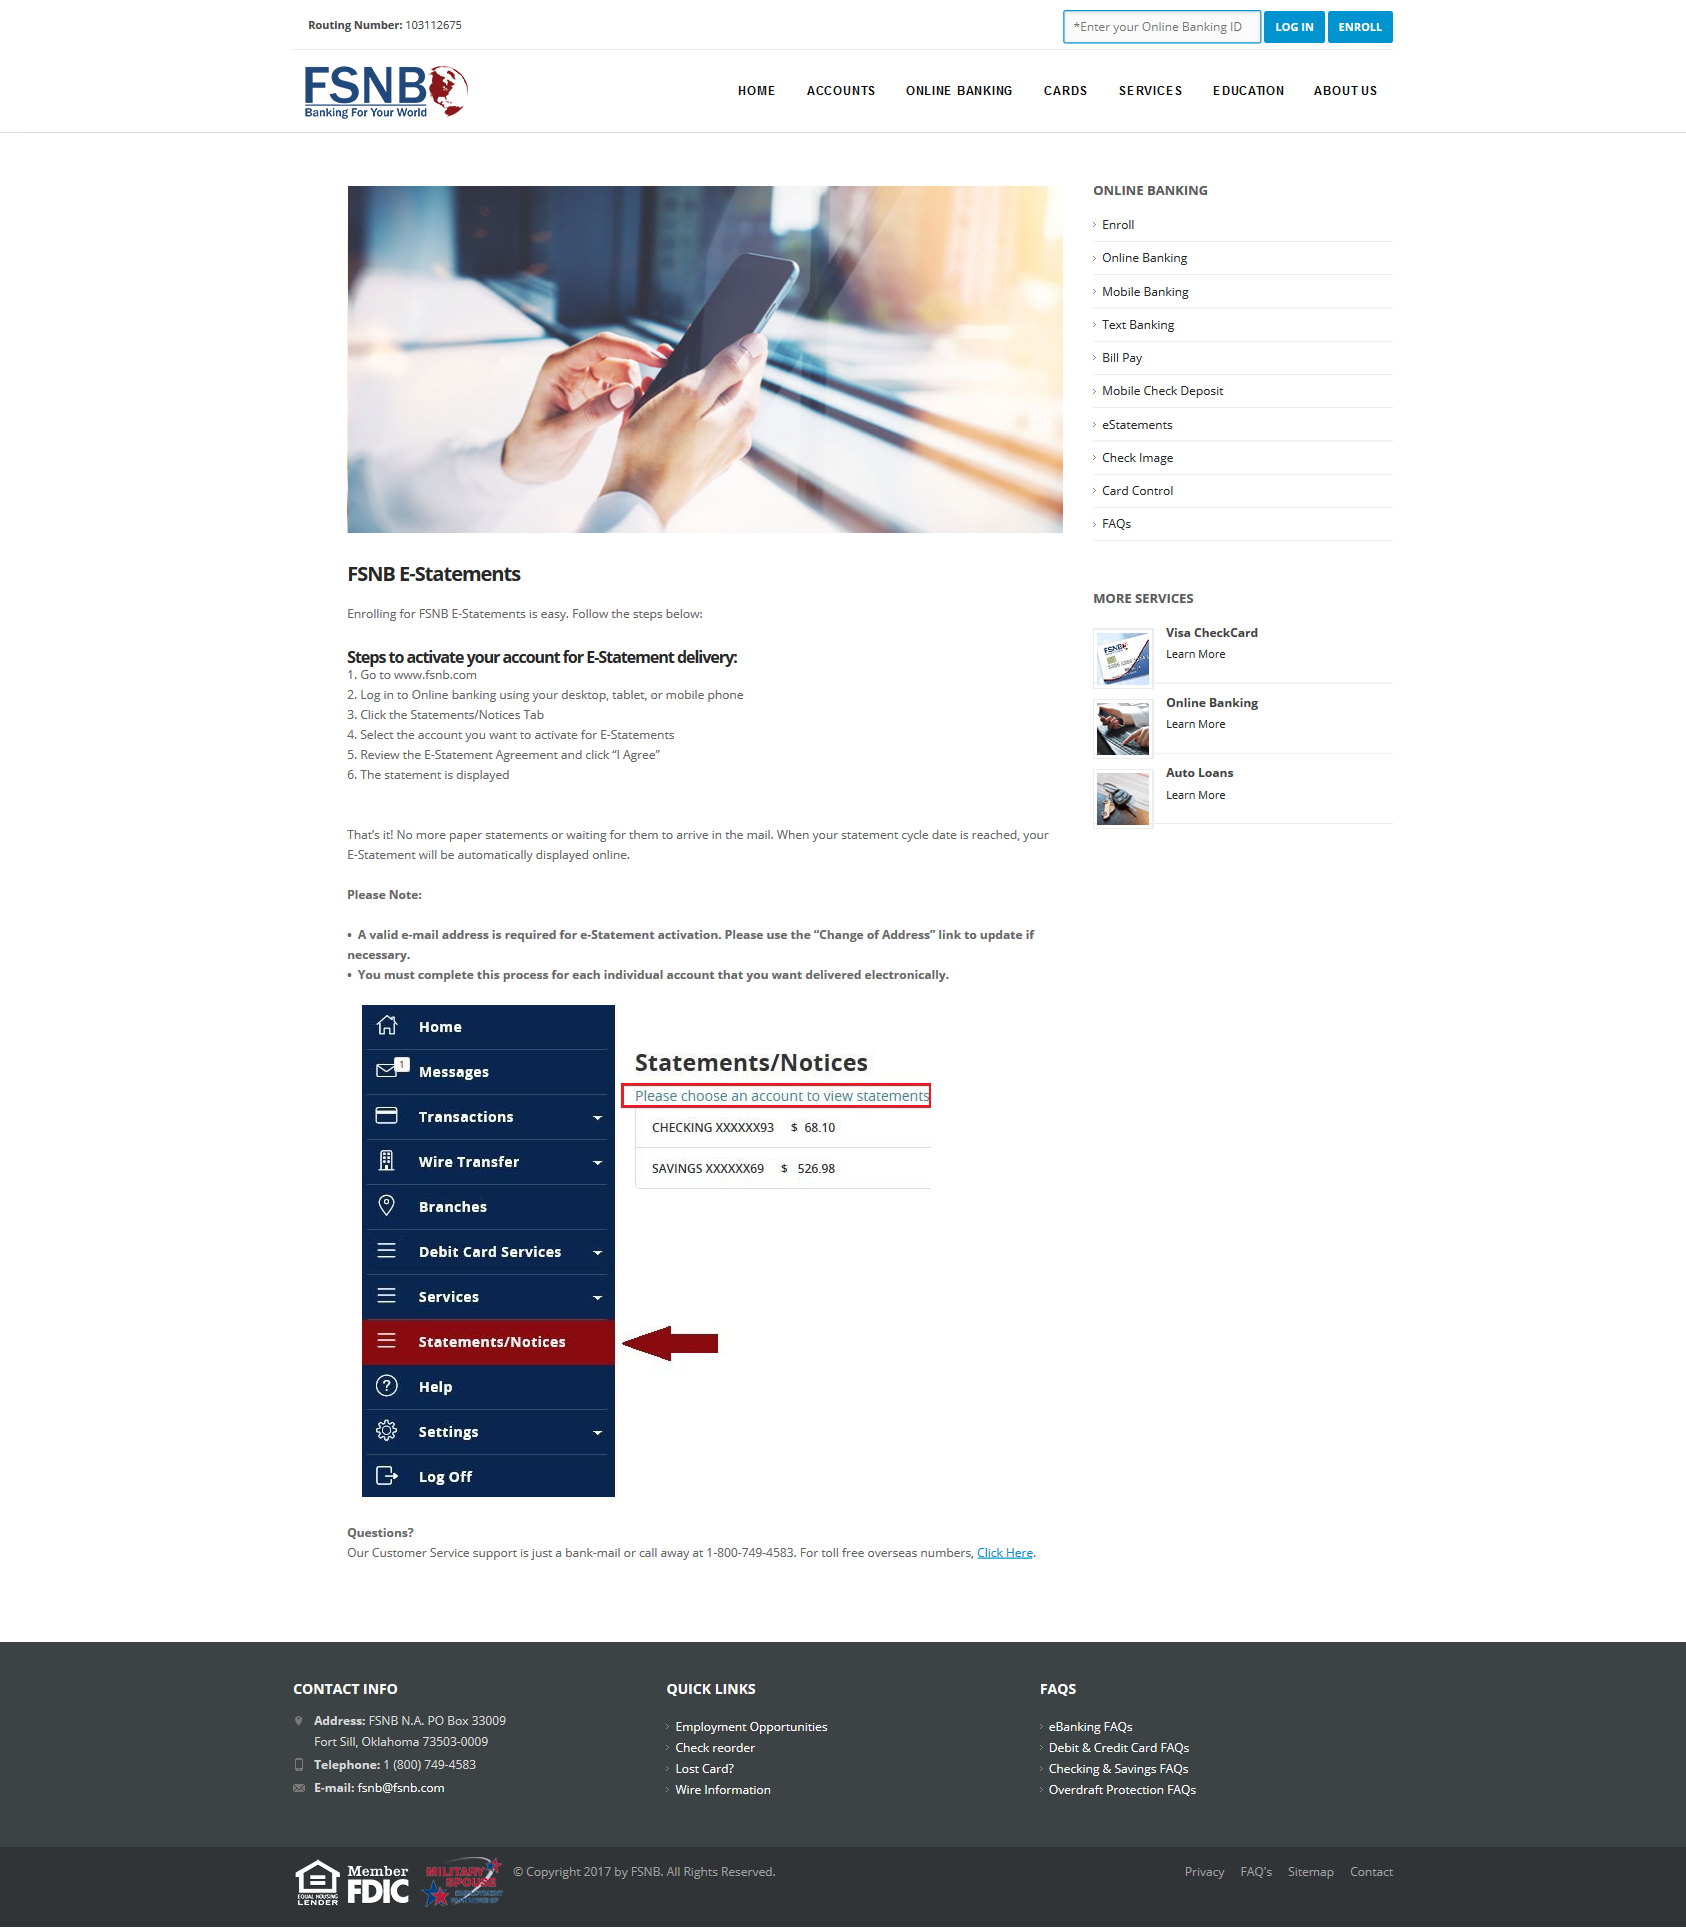 Routing Number: 103112675
*Enter your Online Banking ID
LOG IN
ENROLL
FSNB
Banking For Your World
HOME
ACCOUNTS
ONLINE BANKING
CARDS
SERVICES
EDUCATION
ABOUT US
FSNB E-Statements
Enrolling for FSNB E-Statements is easy. Follow the steps below:
Steps to activate your account for E-Statement delivery:
1. Go to www.fsnb.com
2. Log in to Online banking using your desktop, tablet, or mobile phone
3. Click the Statements/Notices Tab
4. Select the account you want to activate for E-Statements
5. Review the E-Statement Agreement and click “I Agree”
6. The statement is displayed
That’s it! No more paper statements or waiting for them to arrive in the mail. When your statement cycle date is reached, your
E-Statement will be automatically displayed online.
Please Note:
• A valid e-mail address is required for e-Statement activation. Please use the “Change of Address” link to update if
necessary.
• You must complete this process for each individual account that you want delivered electronically.
Home
1
Messages
Transactions
Wire Transfer
Branches
Debit Card Services
Services
Statements/Notices
Help
Settings
Log Off
Statements/Notices
Please choose an account to view statements
CHECKING XXXXXX93 $ 68.10
SAVINGS XXXXXX69 $ 526.98
Questions?
Our Customer Service support is just a bank-mail or call away at 1-800-749-4583. For toll free overseas numbers, Click Here.
ONLINE BANKING
Enroll
Online Banking
Mobile Banking
Text Banking
Bill Pay
Mobile Check Deposit
eStatements
Check Image
Card Control
FAQs
MORE SERVICES
FSNB
Visa CheckCard
Learn More
Online Banking
Learn More
Auto Loans
Learn More
CONTACT INFO
Address: FSNB N.A. PO Box 33009
Fort Sill, Oklahoma 73503-0009
Telephone: 1 (800) 749-4583
E-mail: fsnb@fsnb.com
QUICK LINKS
Employment Opportunities
Check reorder
Lost Card?
Wire Information
FAQS
eBanking FAQs
Debit & Credit Card FAQs
Checking & Savings FAQs
Overdraft Protection FAQs
EQUAL HOUSING
LENDER
Member
FDIC
MILITARY
SPOUSE
EMPLOYMENT
PARTNERSHIP
© Copyright 2017 by FSNB. All Rights Reserved.
Privacy
FAQ's
Sitemap
Contact